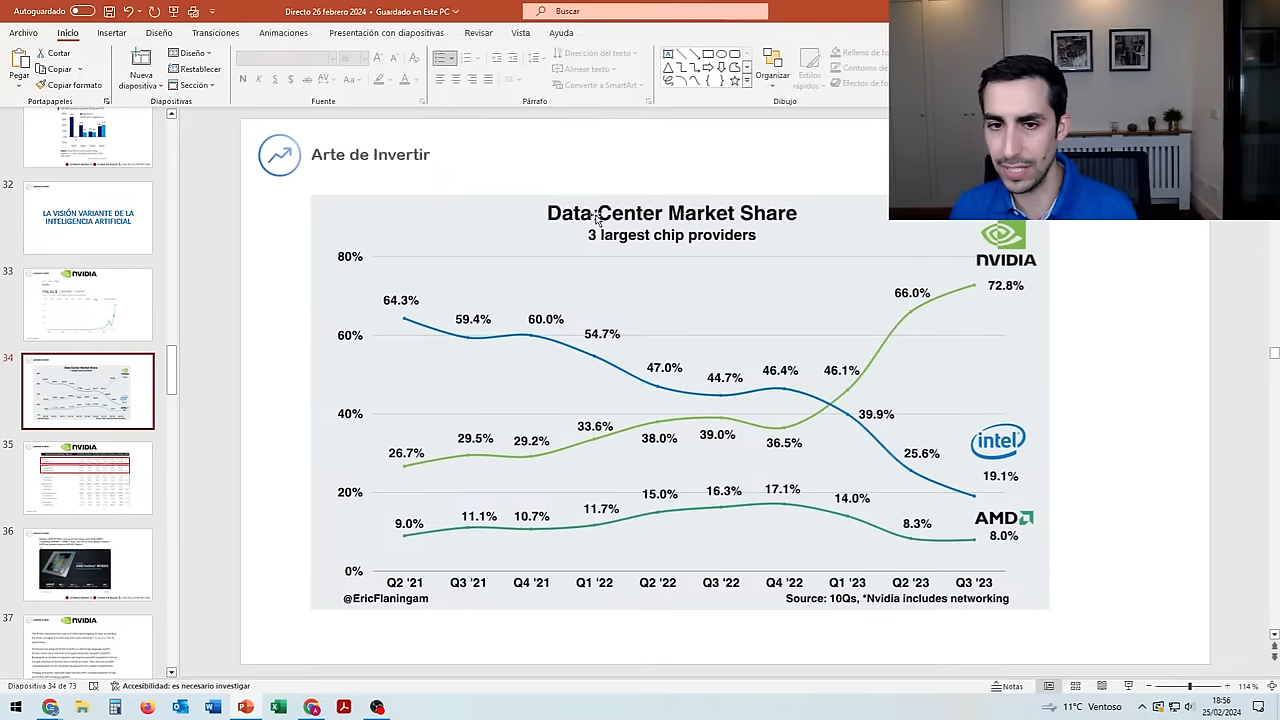 Autoguardado
Directo 26 febrero 2024 • Guardado en Este PC
Buscar
Archivo Inicio Insertar Diseño Transiciones Animaciones Presentación con diapositivas Revisar Vista Ayuda
Pegar
Cortar
Copiar
Copiar formato
Portapapeles
Nueva diapositiva
Diseño
Restablecer
Sección
Diapositivas
Fuente
Dirección del texto
Alinear texto
Convertir a SmartArt
Párrafo
Organizar
Estilos rápidos
Relleno de fo
Contorno de
Efectos de fo
Dibujo
32
LA VISIÓN VARIANTE DE LA
INTELIGENCIA ARTIFICIAL
33
NVIDIA
34
35
NVIDIA
36
37
NVIDIA
Arte de Invertir
Data Center Market Share
3 largest chip providers
NVIDIA
80%
60%
40%
20%
0%
64.3% 59.4% 60.0% 54.7% 47.0% 44.7% 46.4% 39.9% 25.6% 19.1%
26.7% 29.5% 29.2% 33.6% 38.0% 39.0% 36.5% 46.1% 66.0% 72.8%
9.0% 11.1% 10.7% 11.7% 15.0% 16.3% 17.1% 14.0% 8.3% 8.0%
intel
AMD
Q2 '21 Q3 '21 Q4 '21 Q1 '22 Q2 '22 Q3 '22 Q4 '22 Q1 '23 Q2 '23 Q3 '23
@EricFlaningam
Source: 10Qs, *Nvidia includes networking
Diapositiva 34 de 73
Accesibilidad: es necesario investigar
Notas
114 %
11°C Ventoso
18:56
25/02/2024